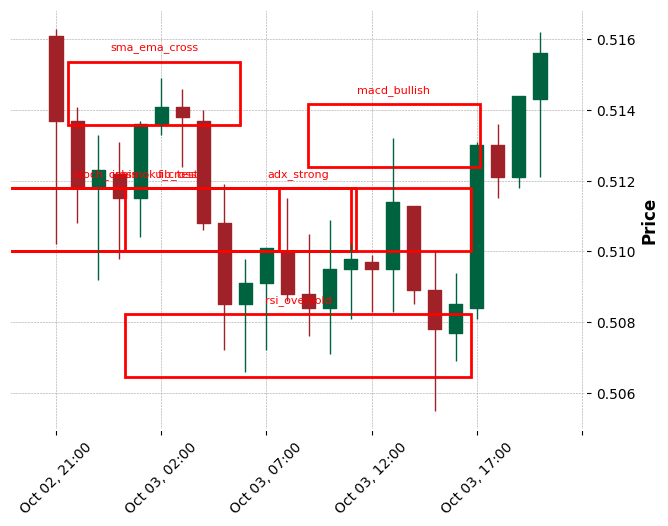 sma_ema_cross
0.516
macd_bullish
0.514
adx_strong
0.512
0.510
rsi_oversold
0.508
0.506
Price
Oct 02, 21:00
Oct 03, 02:00
Oct 03, 07:00
Oct 03, 12:00
Oct 03, 17:00